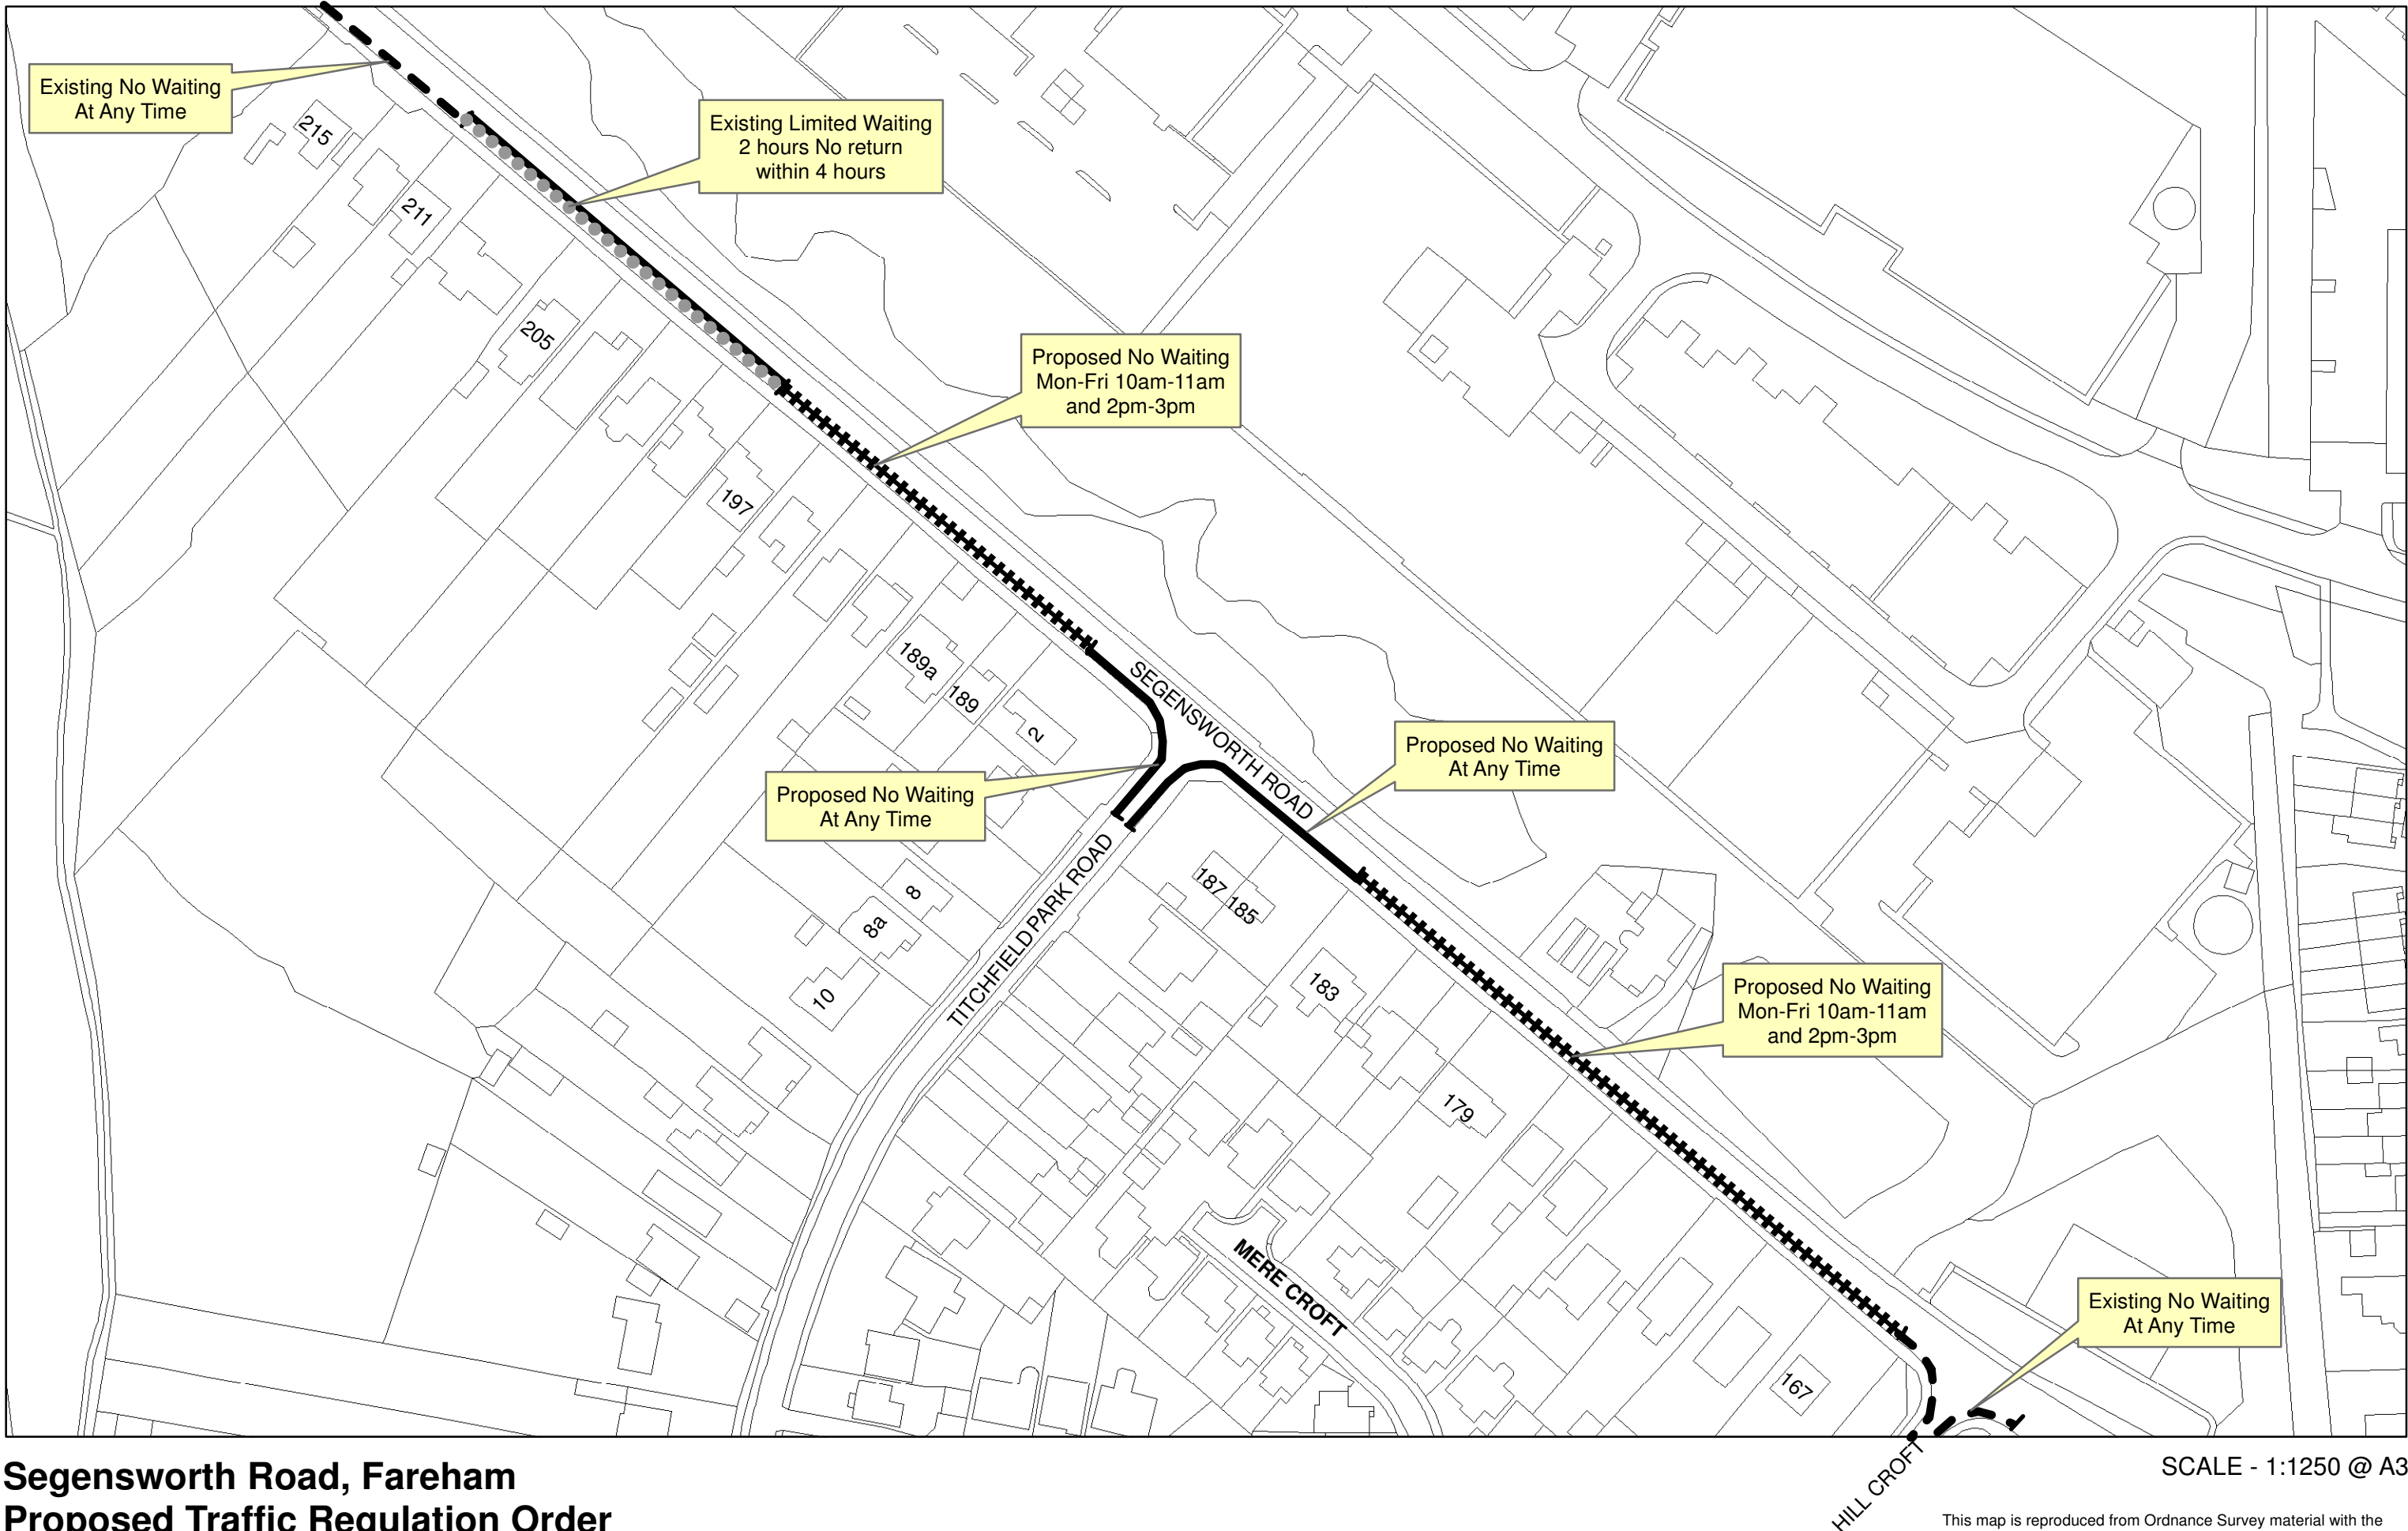 Existing No Waiting
At Any Time
215
Existing Limited Waiting
2 hours No return
within 4 hours
211
205
Proposed No Waiting
Mon-Fri 10am-11am
and 2pm-3pm
197
189a
189
2
SEGENSWORTH ROAD
Proposed No Waiting
At Any Time
Proposed No Waiting
At Any Time
TITCHFIELD PARK ROAD
8
8a
10
187
185
183
Proposed No Waiting
Mon-Fri 10am-11am
and 2pm-3pm
179
MERE CROFT
Existing No Waiting
At Any Time
167
HILL CROFT
Segensworth Road, Fareham
Proposed Traffic Regulation Order
SCALE - 1:1250 @ A3
This map is reproduced from Ordnance Survey material with the